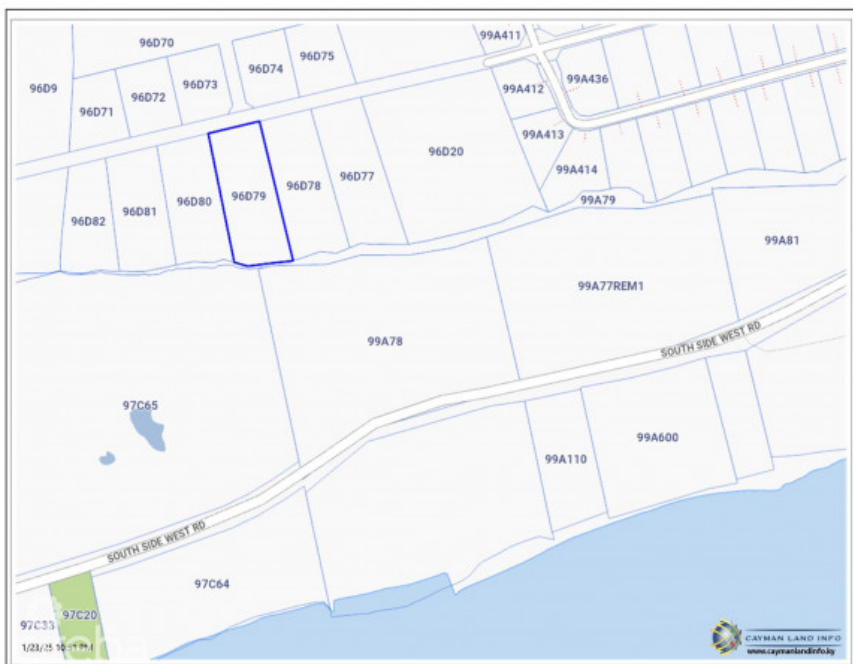 96D70
99A411
96D9
96D74
96D75
96D73
96D72
96D71
99A436
99A412
99A413
99A414
96D20
96D77
96D78
96D79
96D80
96D81
96D82
99A79
99A81
99A77REM1
99A78
SOUTH SIDE WEST RD
97C65
99A600
99A110
SOUTH SIDE WEST RD
97C64
97C20
97C33
CAYMAN LAND INFO
www.caymanlandinfo.ky